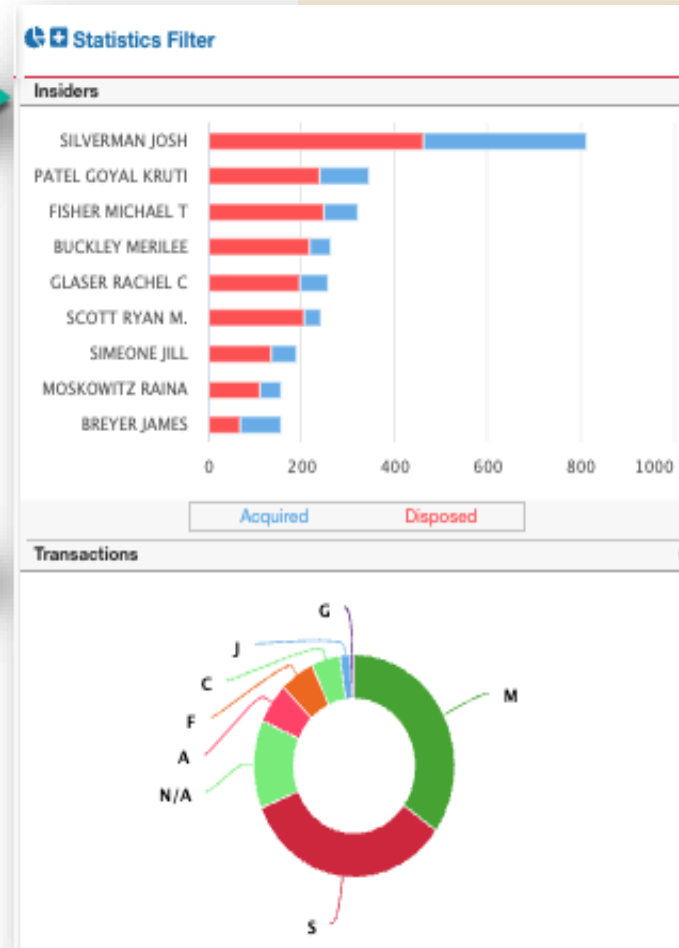 Statistics Filter
Insiders
SILVERMAN JOSH
PATEL GOYAL KRUTI
FISHER MICHAEL T
BUCKLEY MERILEE
GLASER RACHEL C
SCOTT RYAN M.
SIMEONE JILL
MOSKOWITZ RAINA
BREYER JAMES
0 200 400 600 800 1000
Acquired Disposed
Transactions
G
J
C
M
F
A
N/A
S